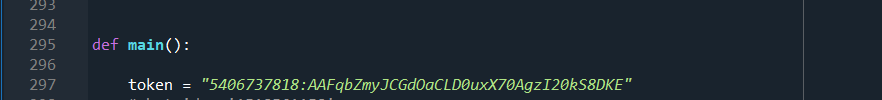 293
294
295 def main():
296
297 token = "5406737818:AAFqbZmyJCGdOaCLD0uxX70AgzI20kS8DKE"